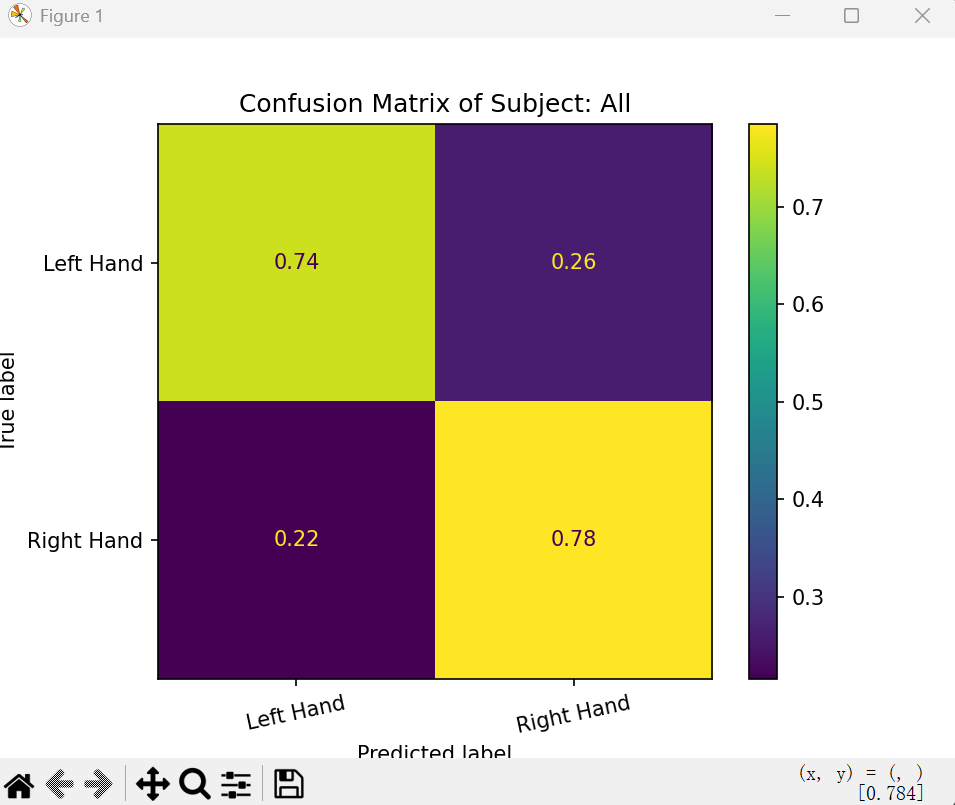 Figure 1
Confusion Matrix of Subject: All
True label
Left Hand
0.74
0.26
Right Hand
0.22
0.78
Left Hand
Right Hand
Predicted label
0.7
0.6
0.5
0.4
0.3
(x, y) = (, )
[0.784]